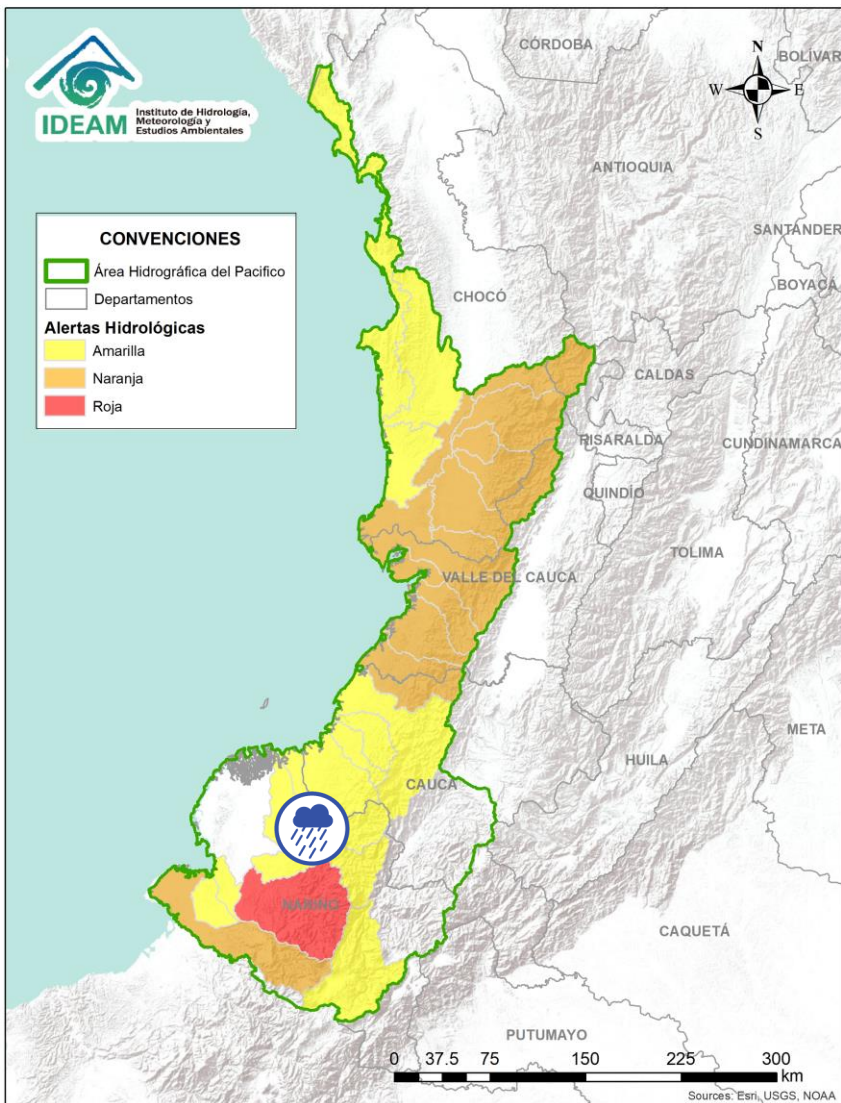 IDEAM
Instituto de Hidrología,
Meteorología y
Estudios Ambientales
CÓRDOBA
BOLÍVAR
N
W
E
S
ANTIOQUIA
SANTANDER
BOYACÁ
CONVENCIONES
Área Hidrográfica del Pacifico
Departamentos
Alertas Hidrológicas
Amarilla
Naranja
Roja
CHOCÓ
CALDAS
RISARALDA
CUNDINAMARCA
QUINDÍO
TOLIMA
VALLE DEL CAUCA
META
HUILA
CAUCA
NARIÑO
CAQUETÁ
PUTUMAYO
0 37.5 75 150 225 300
km
Sources: Esri, USGS, NOAA